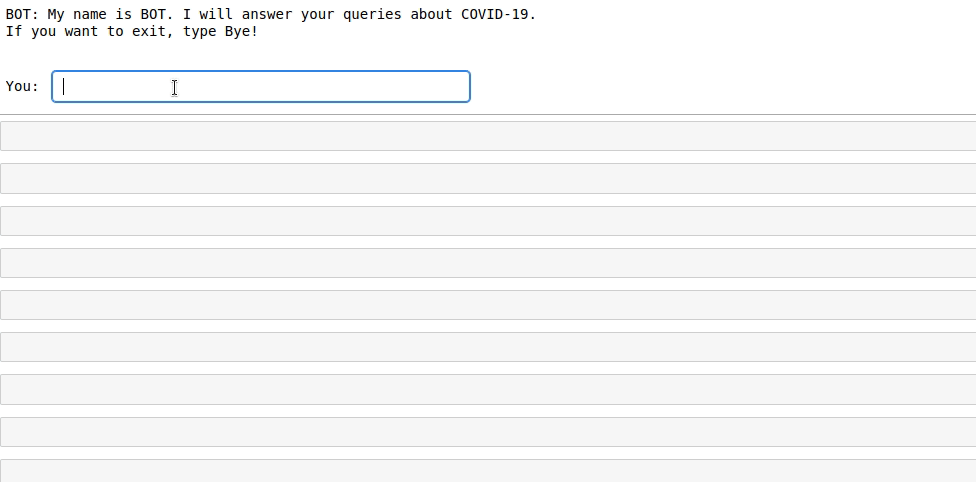 BOT: My name is BOT. I will answer your queries about COVID-19.
If you want to exit, type Bye!
You: